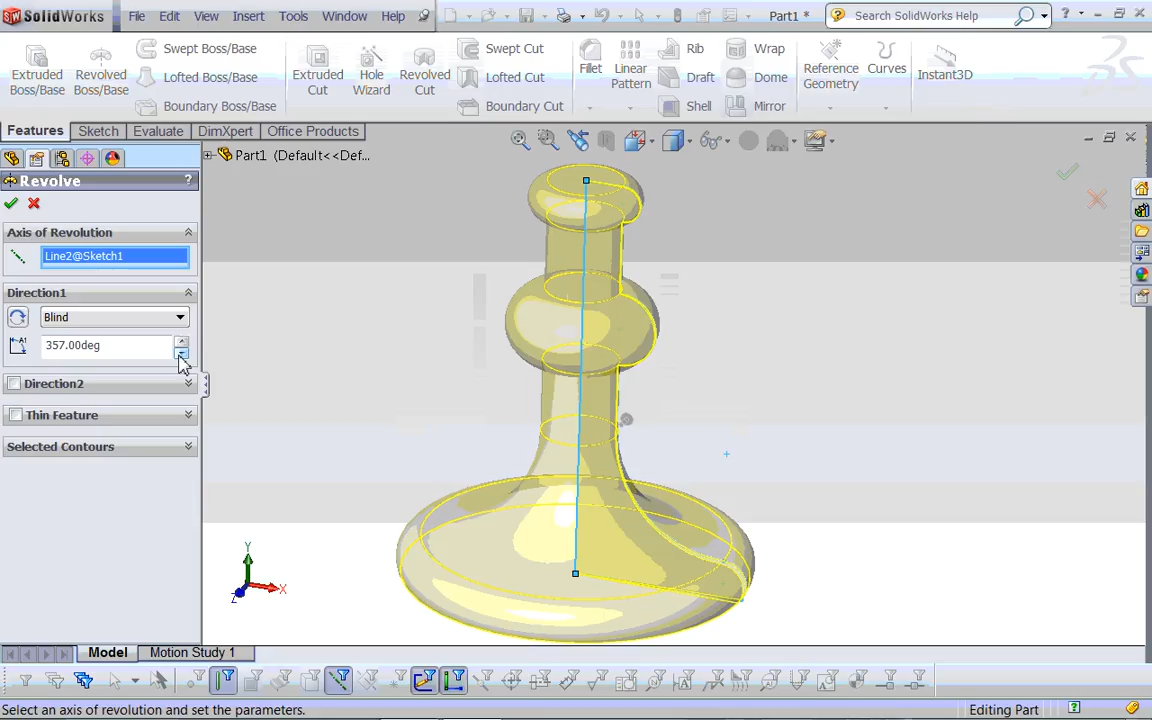 SolidWorks File Edit View Insert Tools Window Help Part1 * Search SolidWorks Help ?
Extruded Boss/Base Revolved Boss/Base Swept Boss/Base Lofted Boss/Base Boundary Boss/Base Extruded Cut Hole Wizard Revolved Cut Swept Cut Lofted Cut Boundary Cut Fillet Linear Pattern Rib Draft Shell Wrap Dome Mirror Reference Geometry Curves Instant3D
Features Sketch Evaluate DimXpert Office Products
Part1 (Default<<Def...
Revolve ?
Axis of Revolution
Line2@Sketch1
Direction1
Blind
A1 357.00deg
Direction2
Thin Feature
Selected Contours
Y
X
Z
Model Motion Study 1
Select an axis of revolution and set the parameters. Editing Part ?